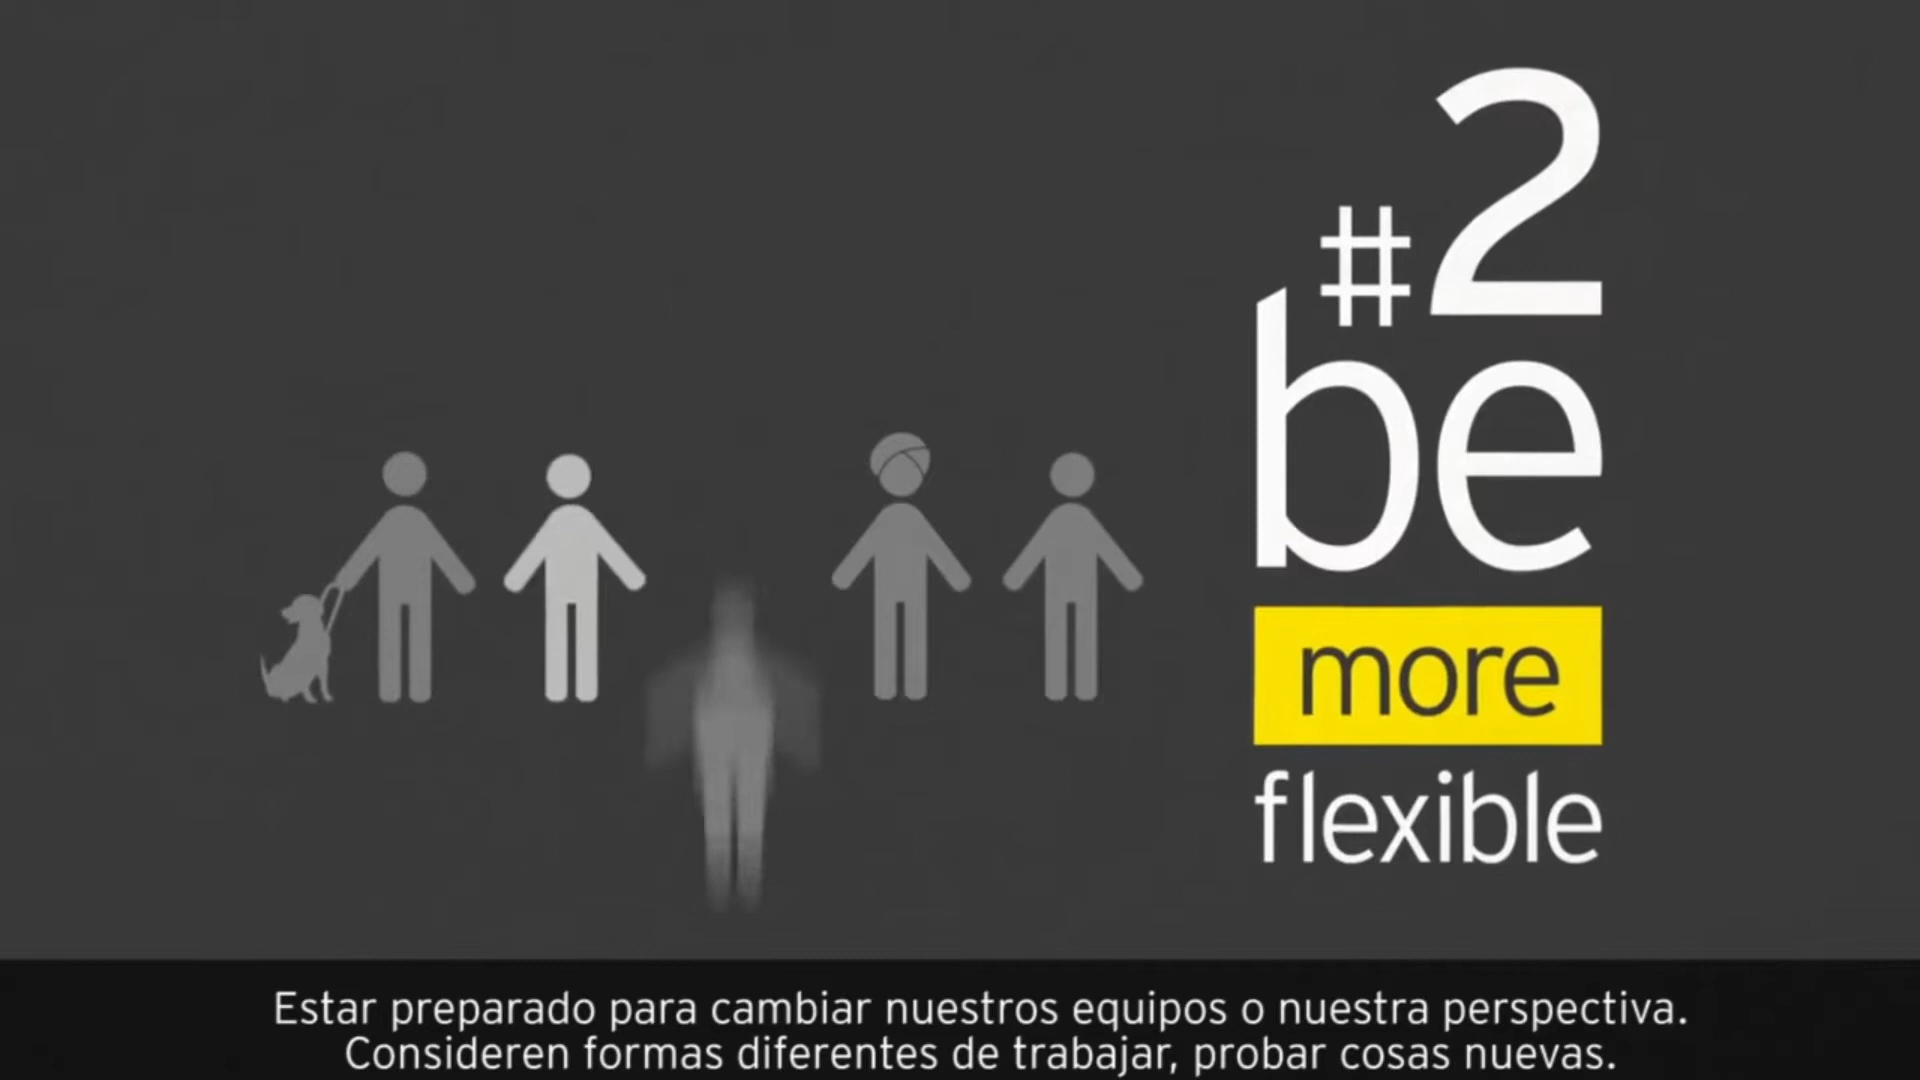 #2
be
more
flexible
Estar preparado para cambiar nuestros equipos o nuestra perspectiva.
Consideren formas diferentes de trabajar, probar cosas nuevas.